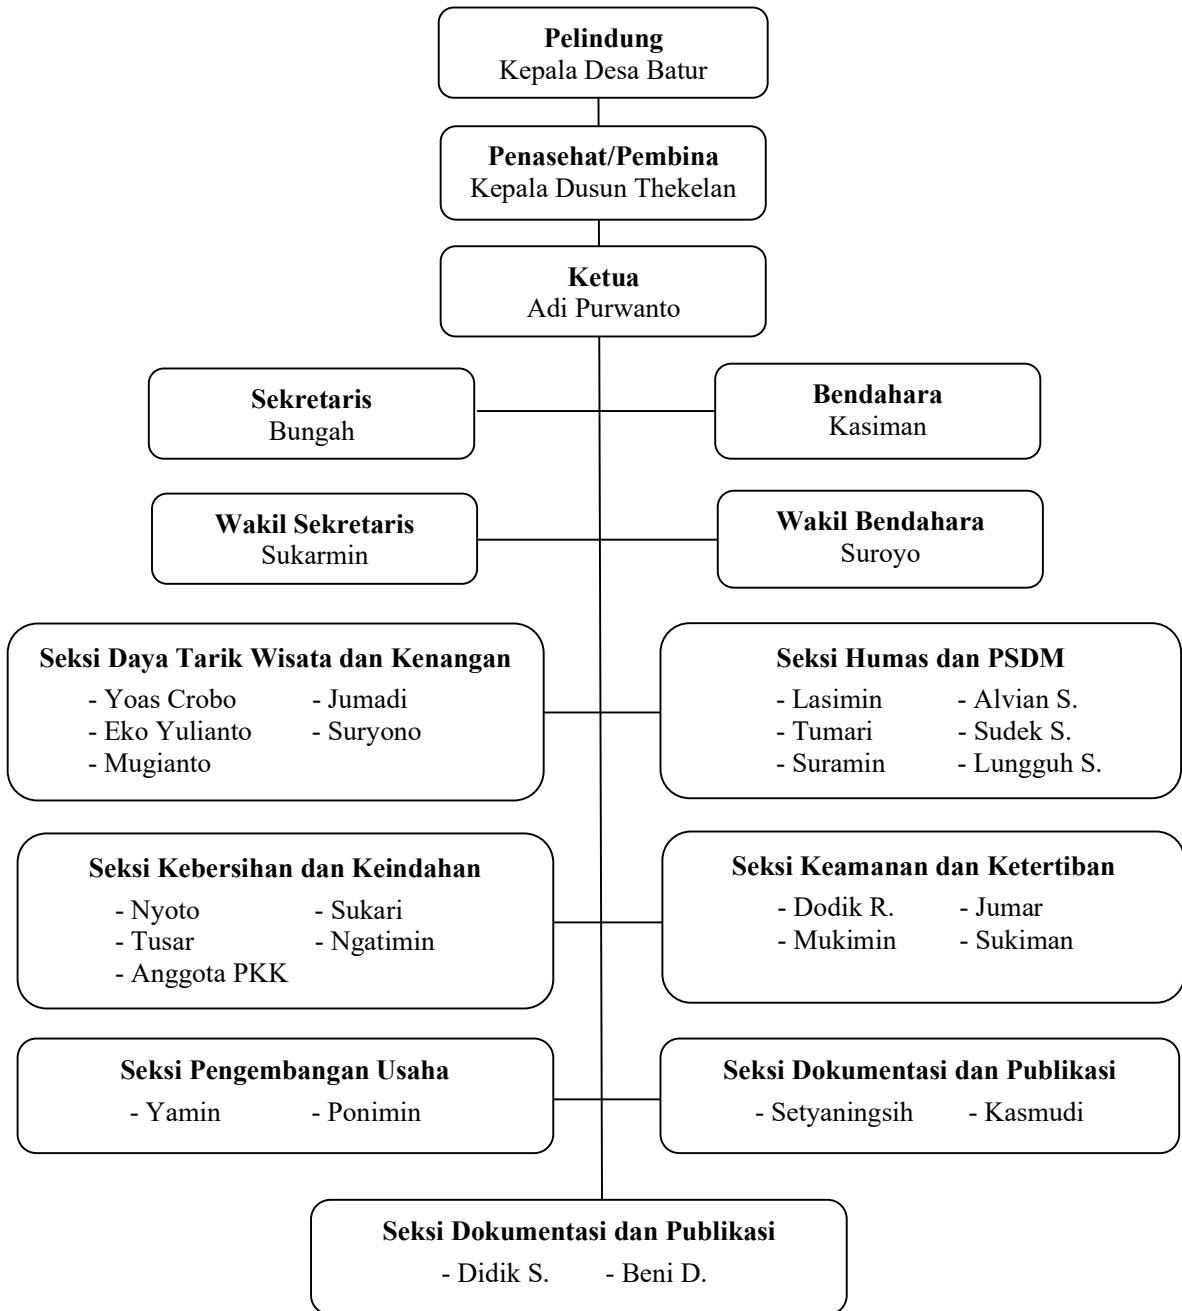 Pelindung
Kepala Desa Batur
Penasehat/Pembina
Kepala Dusun Thekelan
Ketua
Adi Purwanto
Sekretaris
Bungah
Bendahara
Kasiman
Wakil Sekretaris
Sukarmin
Wakil Bendahara
Suroyo
Seksi Daya Tarik Wisata dan Kenangan
- Yoas Crobo - Jumadi
- Eko Yulianto - Suryono
- Mugianto
Seksi Humas dan PSDM
- Lasimin - Alvian S.
- Tumari - Sudek S.
- Suramin - Lungguh S.
Seksi Kebersihan dan Keindahan
- Nyoto - Sukari
- Tusar - Ngatimin
- Anggota PKK
Seksi Keamanan dan Ketertiban
- Dodik R. - Jumar
- Mukimin - Sukiman
Seksi Pengembangan Usaha
- Yamin - Ponimin
Seksi Dokumentasi dan Publikasi
- Setyaningsih - Kasmudi
Seksi Dokumentasi dan Publikasi
- Didik S. - Beni D.